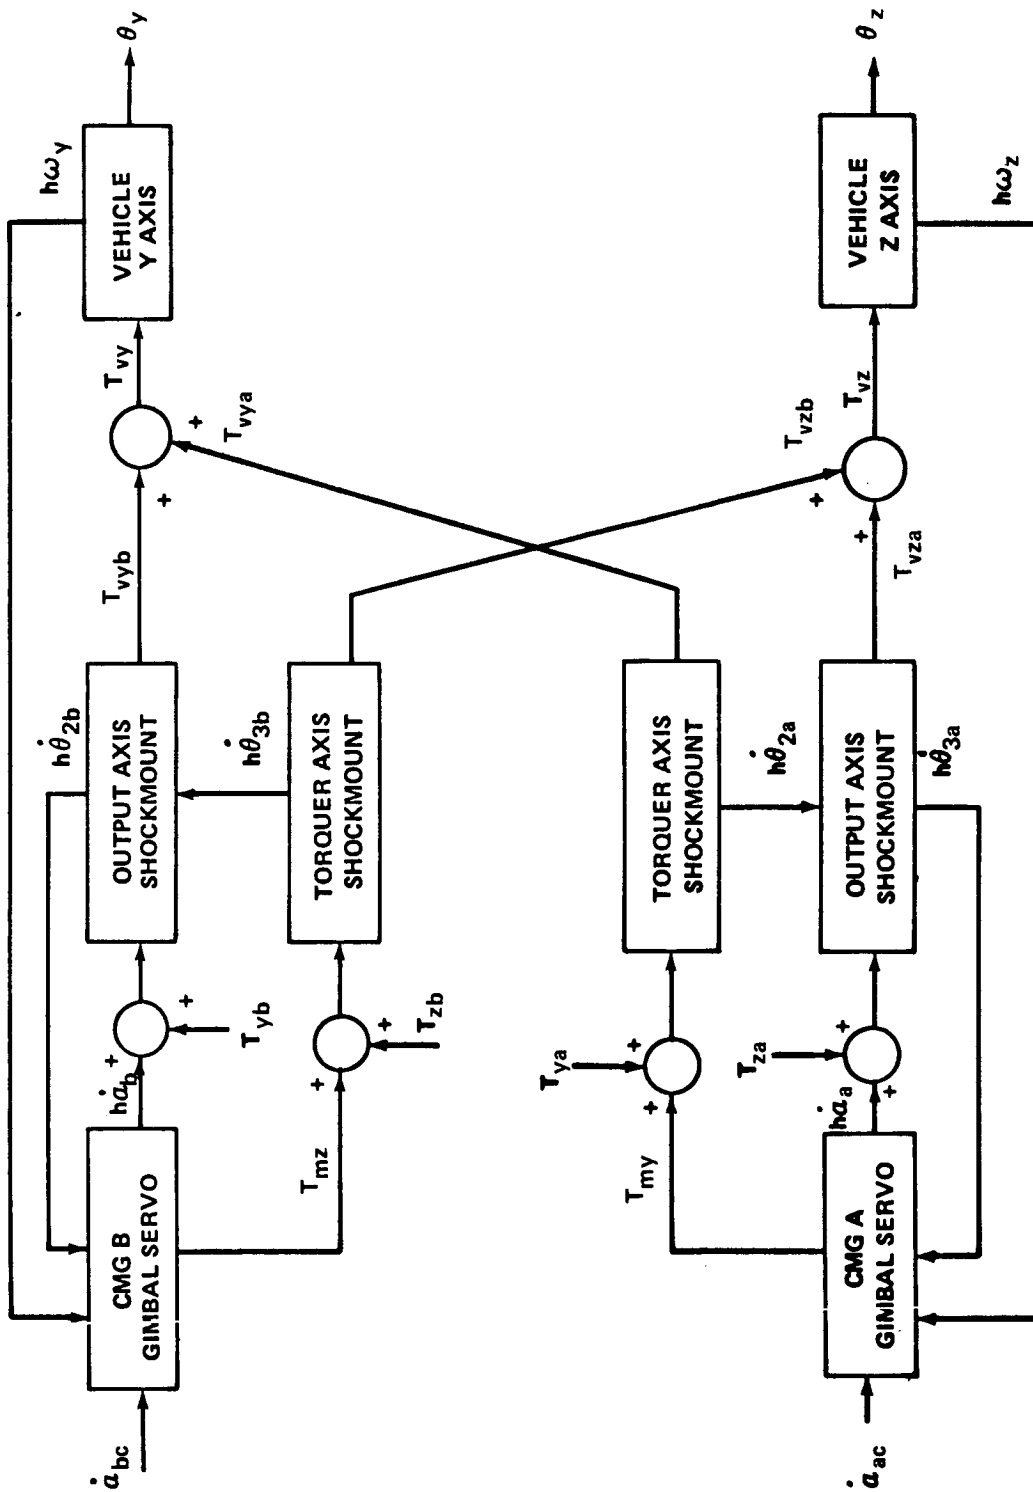 α̇bc
CMG B
GIMBAL SERVO
hα̇b
+
+
Tyb
Tmz
+
+
Tzb
OUTPUT AXIS
SHOCKMOUNT
hθ̇2b
TORQUER AXIS
SHOCKMOUNT
hθ̇3b
Tvyb
+
+
Tvya
Tvy
VEHICLE
Y AXIS
hωy
θy
α̇ac
CMG A
GIMBAL SERVO
hα̇a
+
+
Tza
Tmy
+
+
Tya
TORQUER AXIS
SHOCKMOUNT
hθ̇2a
OUTPUT AXIS
SHOCKMOUNT
hθ̇3a
Tvza
+
+
Tvzb
Tvz
VEHICLE
Z AXIS
hωz
θz